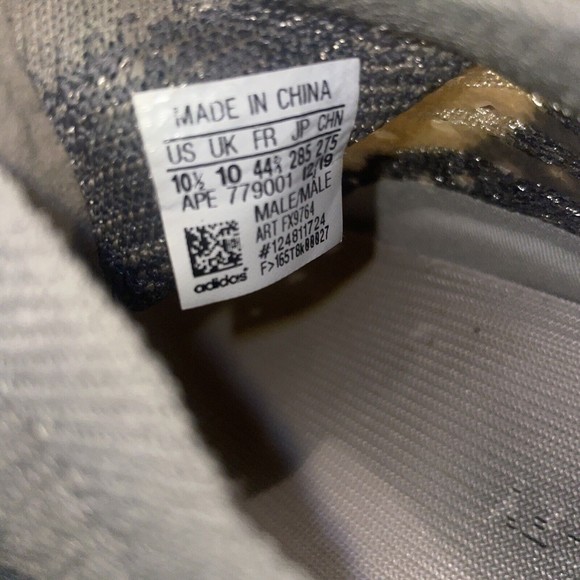 MADE IN CHINA
US UK FR JP CHN
10½ 10 44⅔ 285 275
APE 779001 12/19
MALE/MALE
ART FX9764
#124811724
F>165T8k00027
adidas